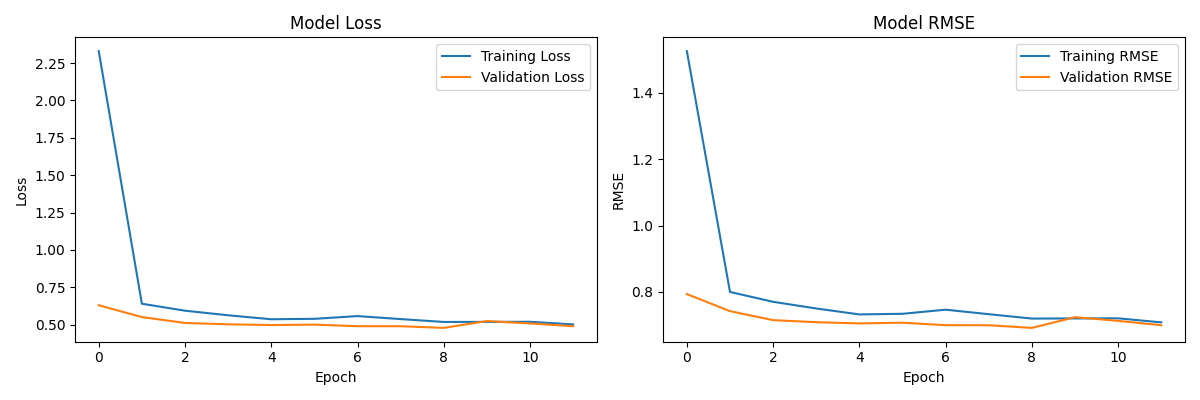 Model Loss
Training Loss
Validation Loss
2.25
2.00
1.75
1.50
1.25
1.00
0.75
0.50
Loss
0 2 4 6 8 10
Epoch
Model RMSE
Training RMSE
Validation RMSE
1.4
1.2
1.0
0.8
RMSE
0 2 4 6 8 10
Epoch